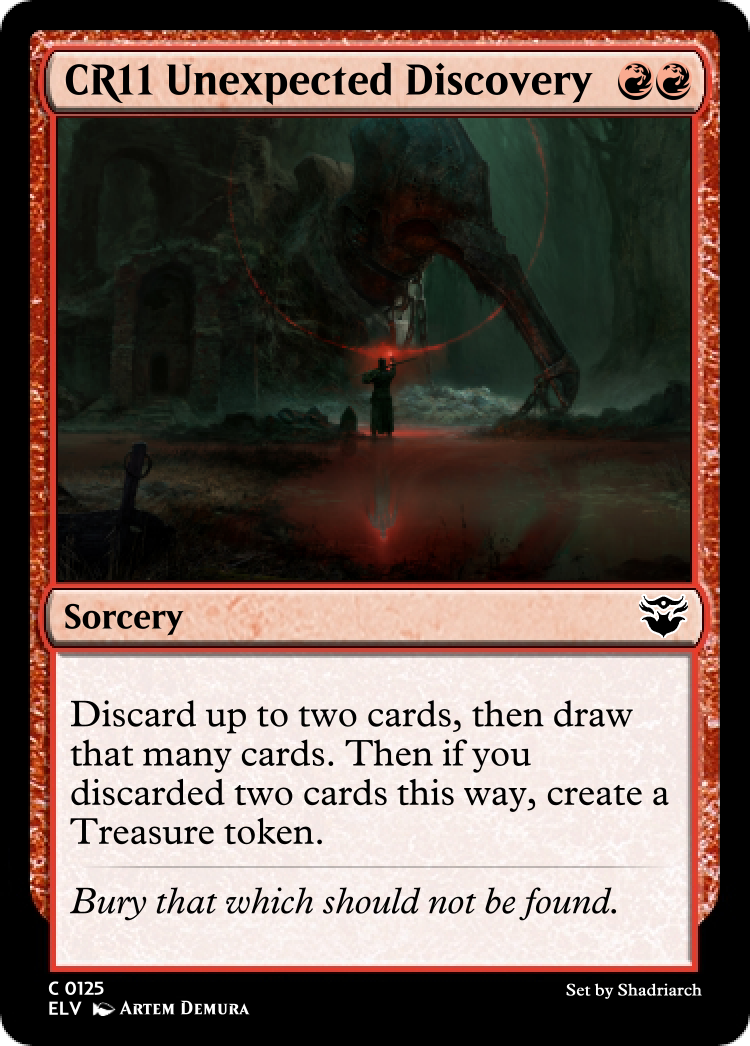 CR11 Unexpected Discovery
Sorcery
Discard up to two cards, then draw
that many cards. Then if you
discarded two cards this way, create a
Treasure token.
Bury that which should not be found.
C 0125
Set by Shadriarch
ELV Artem Demura